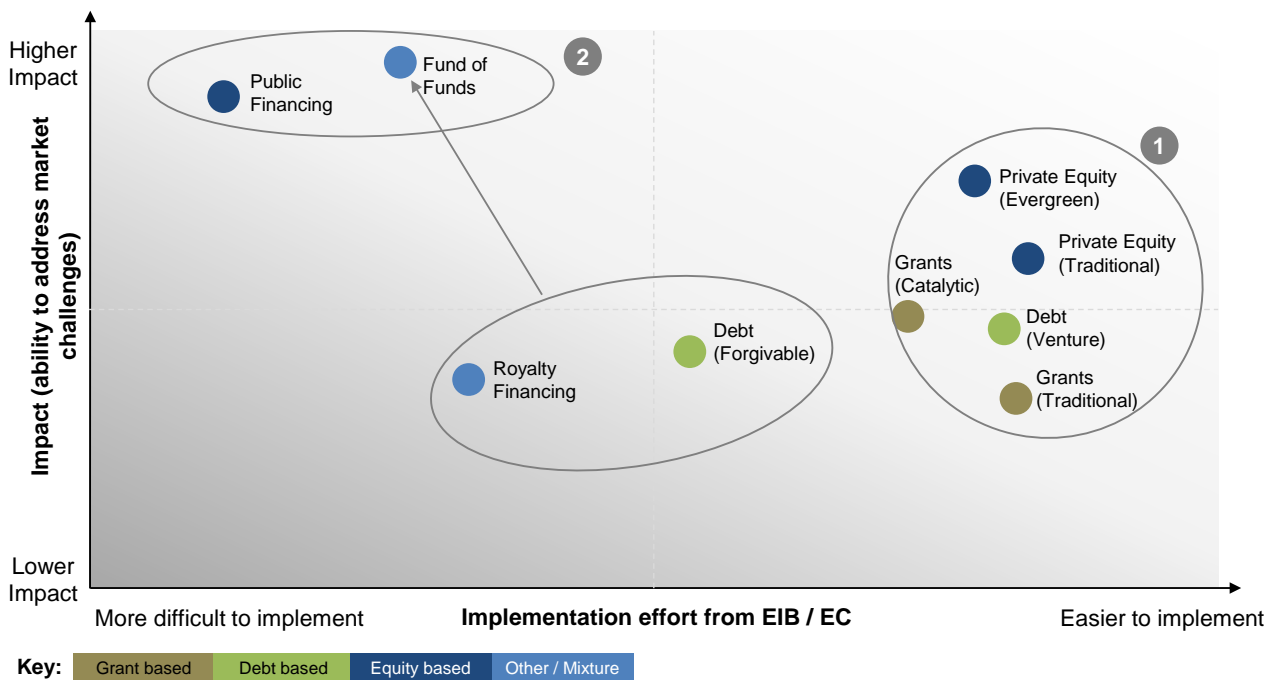 Higher
Impact
Impact (ability to address market
challenges)
Lower
Impact
Public
Financing
Fund of
Funds
2
1
Private Equity
(Evergreen)
Private Equity
(Traditional)
Grants
(Catalytic)
Debt
(Venture)
Grants
(Traditional)
Debt
(Forgivable)
Royalty
Financing
More difficult to implement
Implementation effort from EIB / EC
Easier to implement
Key:
Grant based
Debt based
Equity based
Other / Mixture